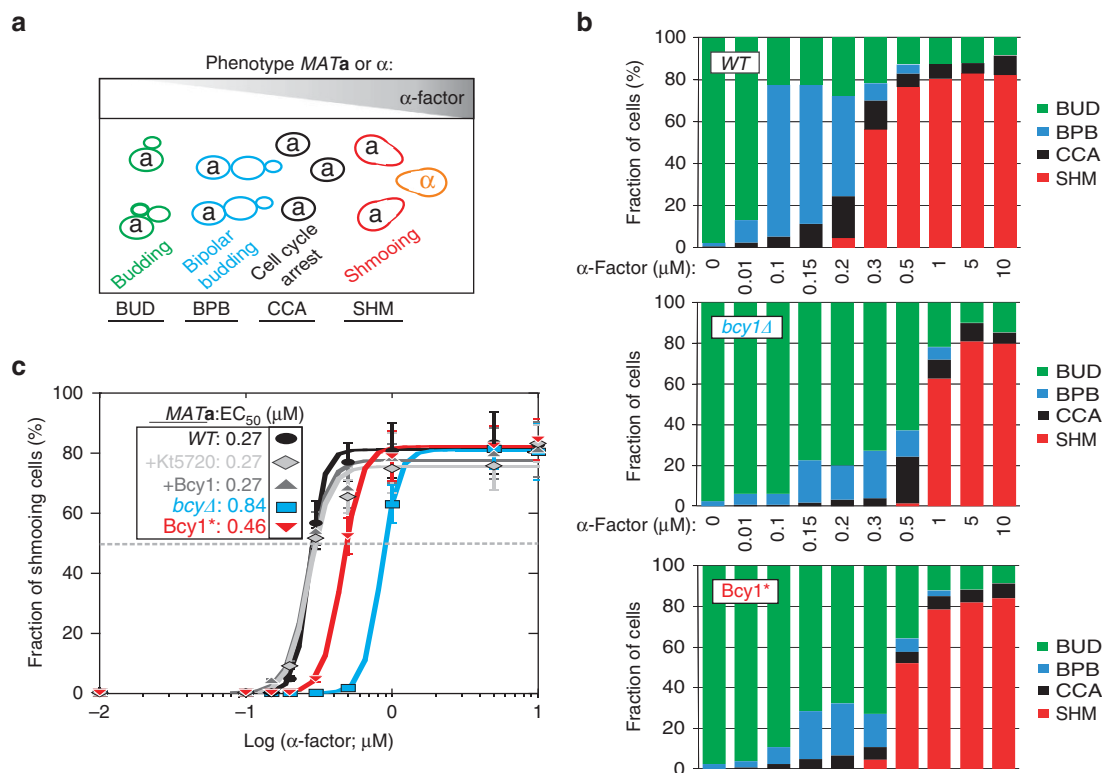 a
Phenotype MATa or α:
α-factor
a
a
a
a
a
α
a
a
a
a
Budding
Bipolar
budding
Cell cycle
arrest
Shmooing
BUD
BPB
CCA
SHM
b
100
80
60
40
20
0
Fraction of cells (%)
WT
BUD
BPB
CCA
SHM
α-Factor (μM):
0
0.01
0.1
0.15
0.2
0.3
0.5
1
5
10
100
80
60
40
20
0
Fraction of cells
bcy1Δ
BUD
BPB
CCA
SHM
α-Factor (μM):
0
0.01
0.1
0.15
0.2
0.3
0.5
1
5
10
100
80
60
40
20
0
Fraction of cells
Bcy1*
BUD
BPB
CCA
SHM
c
100
80
60
40
20
0
Fraction of shmooing cells (%)
MATa:EC50 (μM)
WT: 0.27
+Kt5720: 0.27
+Bcy1: 0.27
bcyΔ: 0.84
Bcy1*: 0.46
−2
−1
0
1
Log (α-factor; μM)